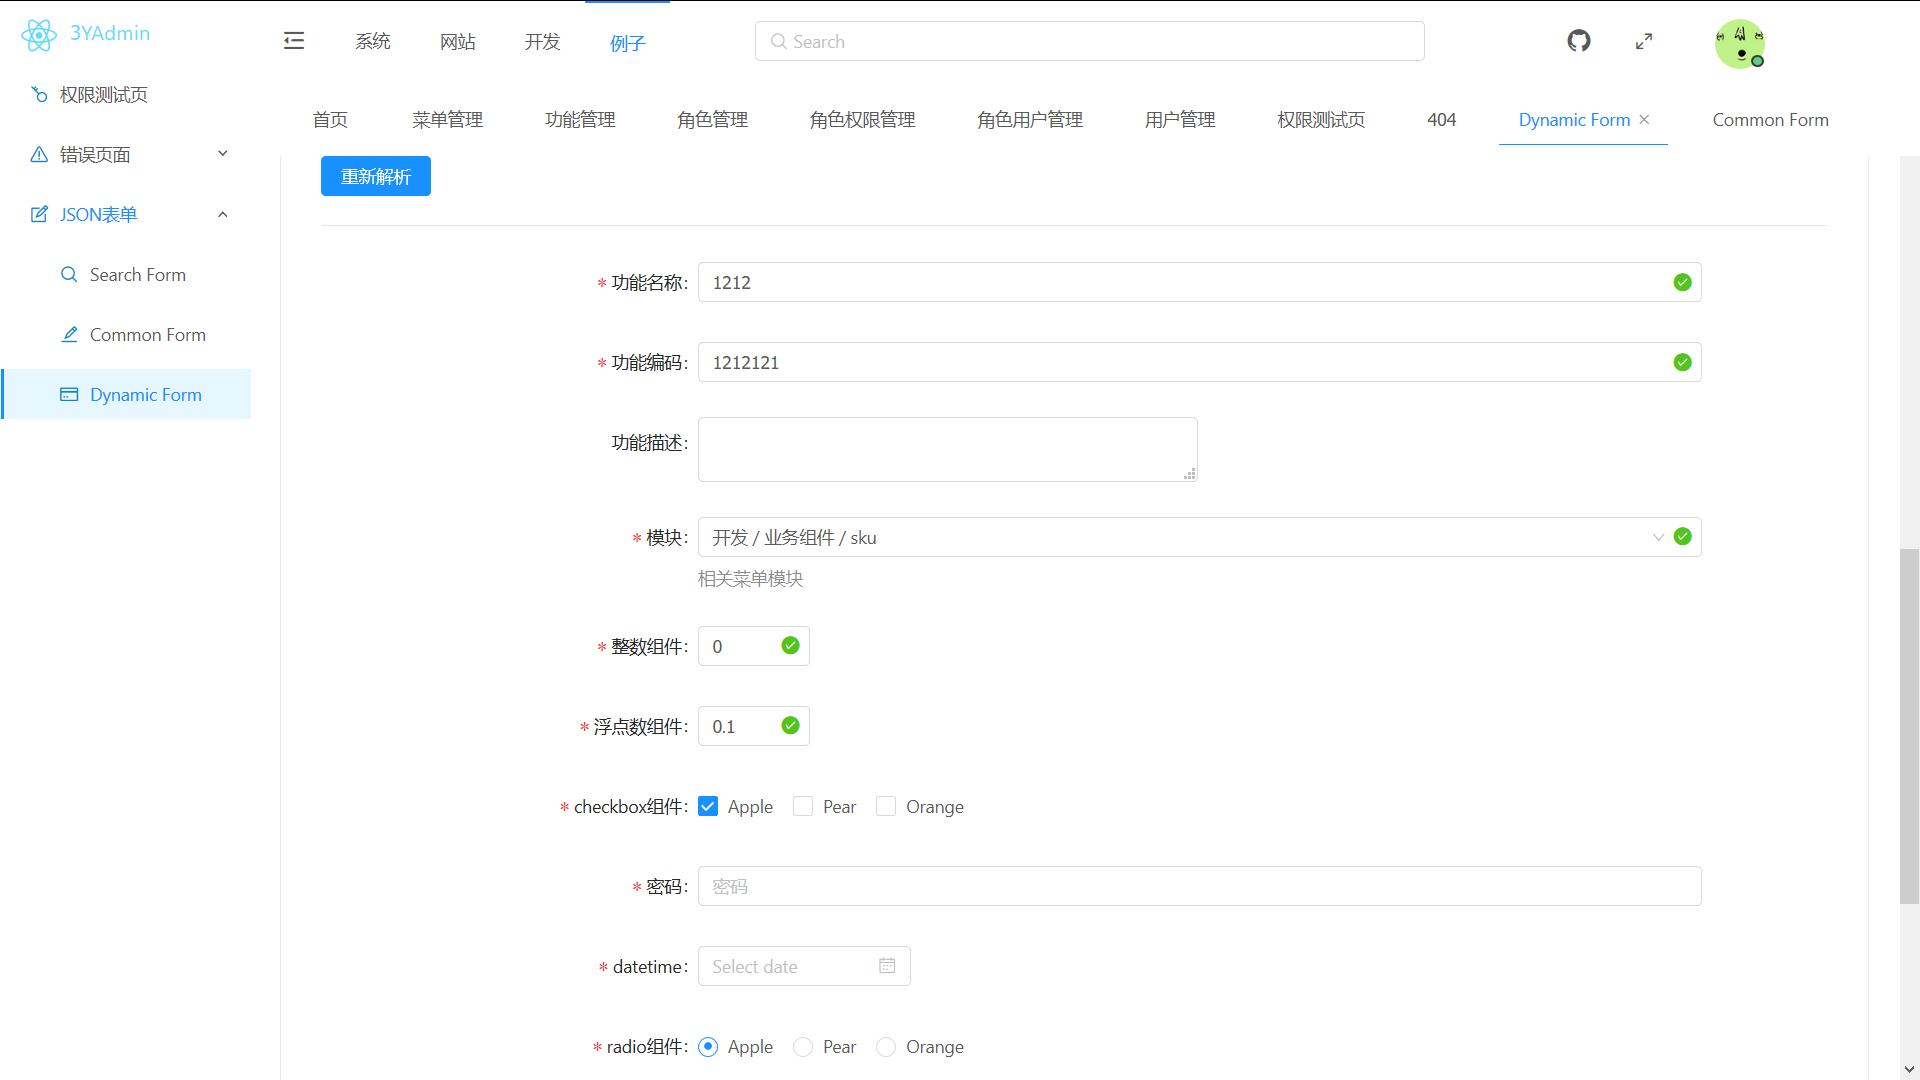 3YAdmin
系统
网站
开发
例子
Search
权限测试页
错误页面
JSON表单
Search Form
Common Form
Dynamic Form
首页
菜单管理
功能管理
角色管理
角色权限管理
角色用户管理
用户管理
权限测试页
404
Dynamic Form
Common Form
重新解析
* 功能名称: 1212
* 功能编码: 1212121
功能描述:
* 模块: 开发 / 业务组件 / sku
相关菜单模块
* 整数组件: 0
* 浮点数组件: 0.1
* checkbox组件: Apple Pear Orange
* 密码: 密码
* datetime: Select date
* radio组件: Apple Pear Orange